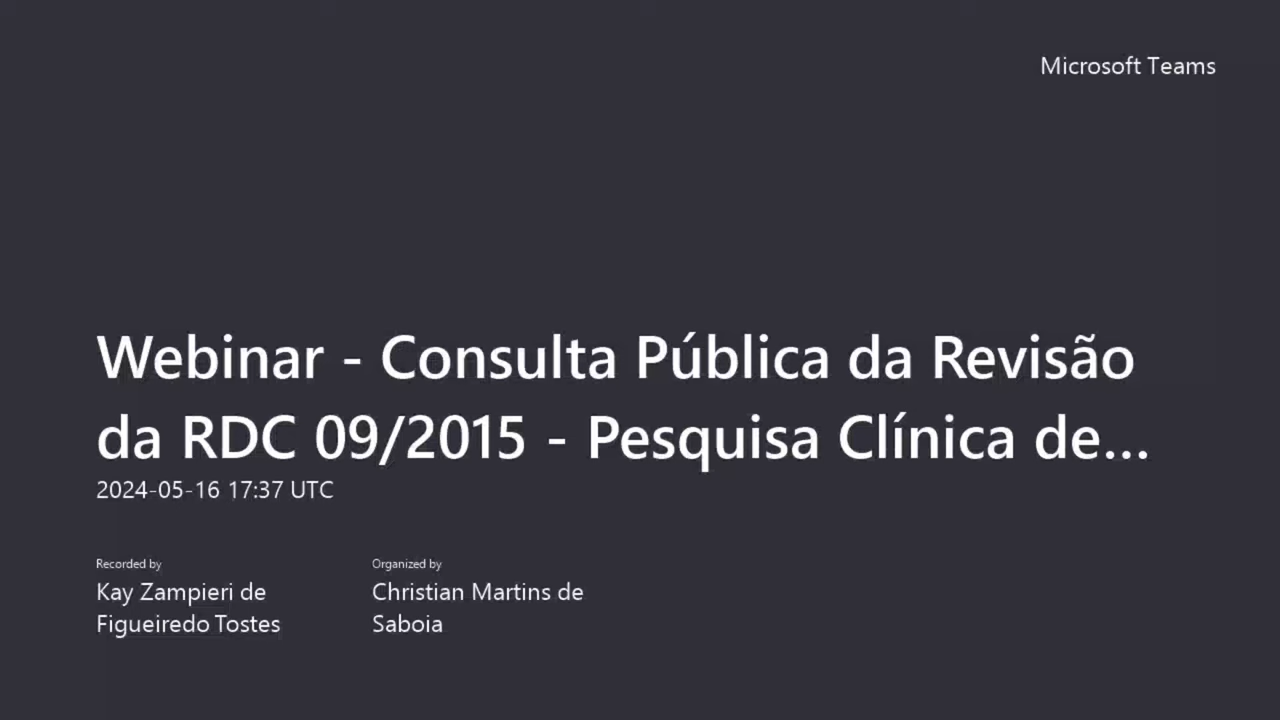 Microsoft Teams
Webinar - Consulta Pública da Revisão
da RDC 09/2015 - Pesquisa Clínica de...
2024-05-16 17:37 UTC
Recorded by
Kay Zampieri de
Figueiredo Tostes
Organized by
Christian Martins de
Saboia